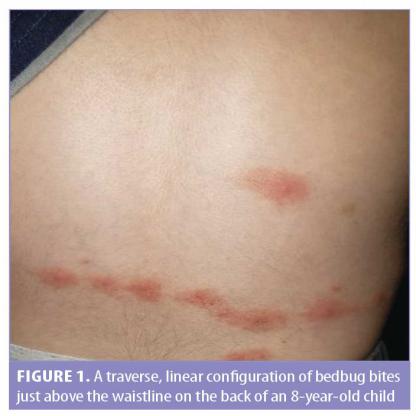 FIGURE 1. A traverse, linear configuration of bedbug bites
just above the waistline on the back of an 8-year-old child